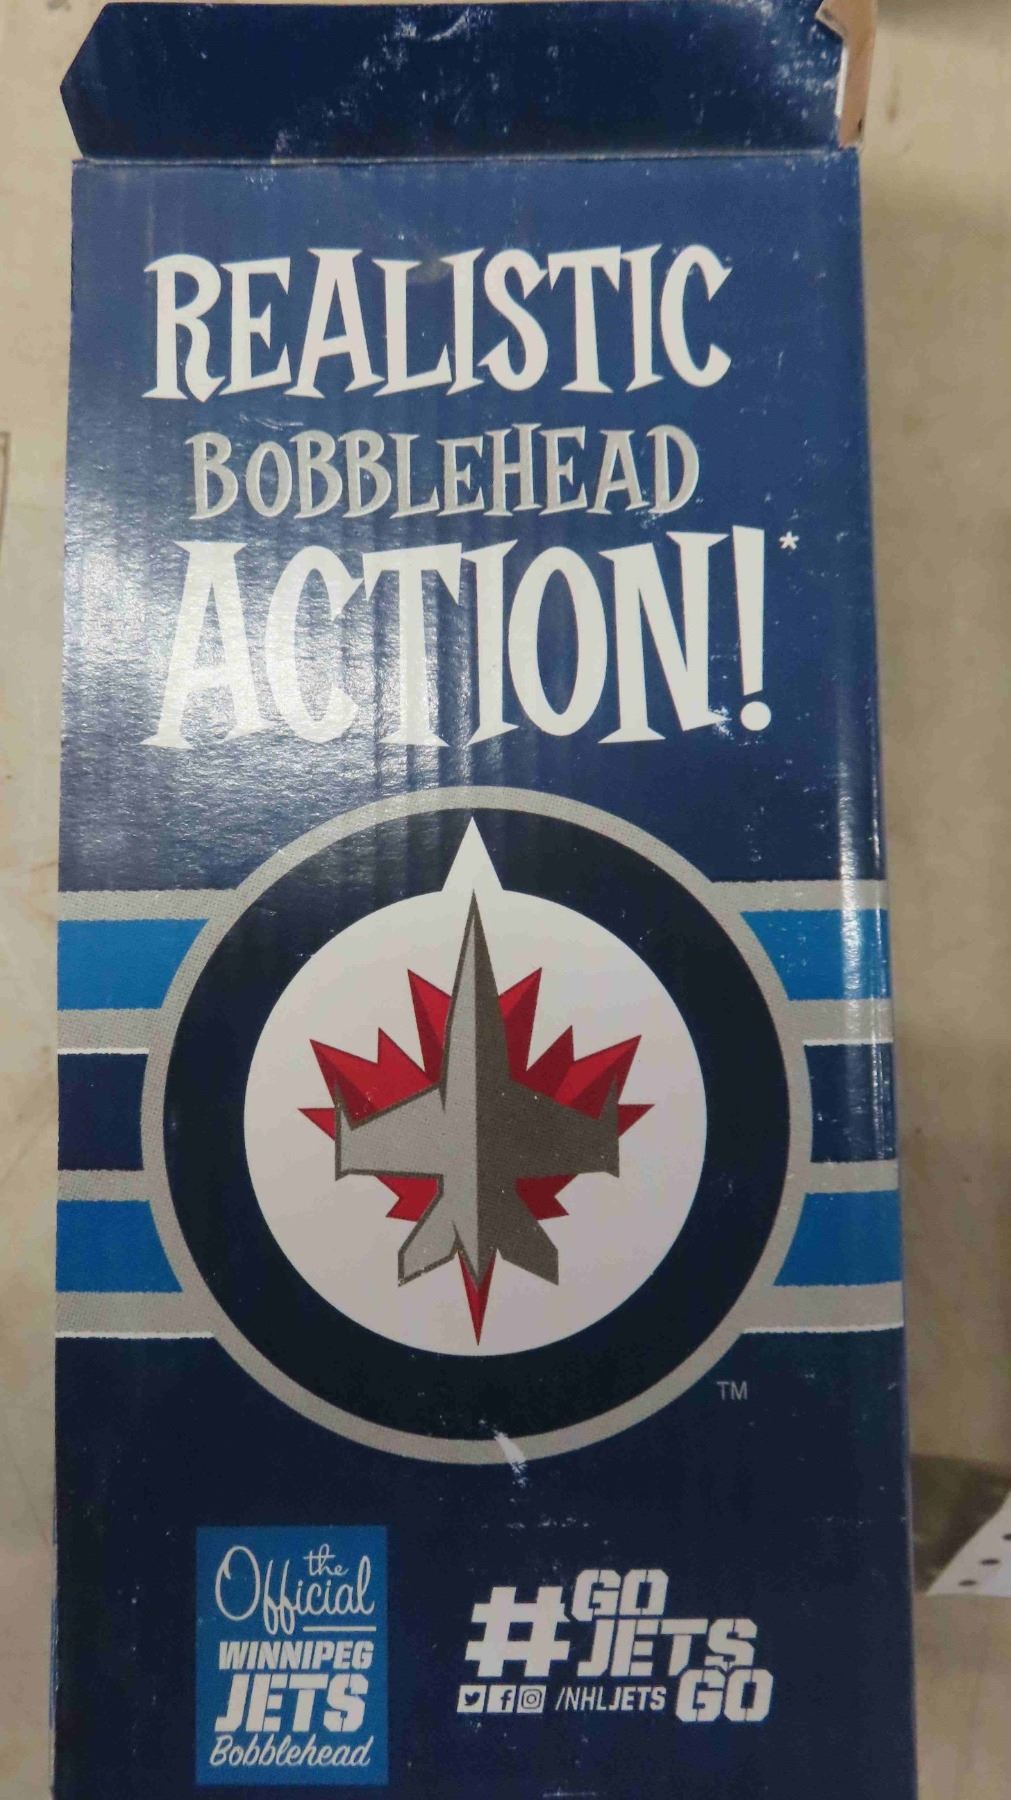 REALISTIC
BOBBLEHEAD
ACTION!*
TM
the
Official
WINNIPEG
JETS
Bobblehead
#GO
JETS
GO
/NHLJETS